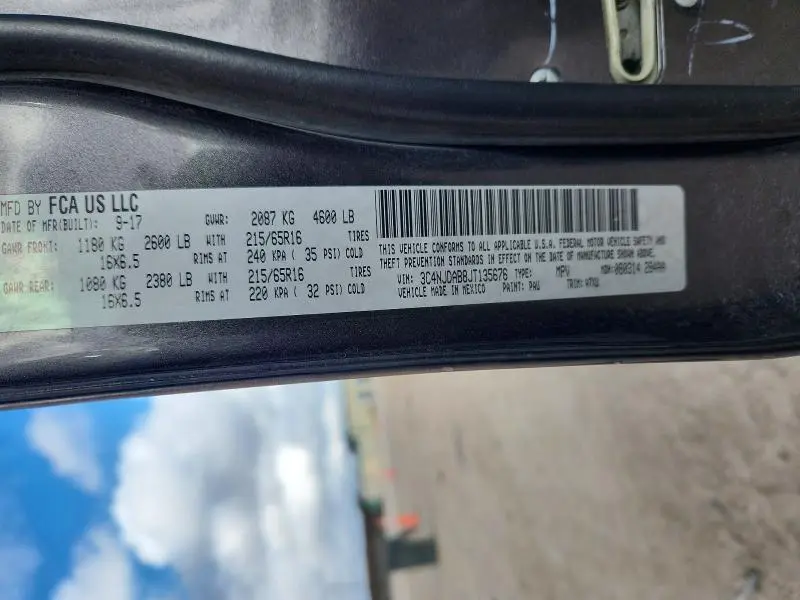 MFD BY FCA US LLC
DATE OF MFR(BUILT): 9-17 GVWR: 2087 KG 4600 LB
GAWR FRONT: 1180 KG 2600 LB WITH 215/65R16 TIRES
16X6.5 RIMS AT 240 KPA ( 35 PSI) COLD
GAWR REAR: 1080 KG 2380 LB WITH 215/65R16 TIRES
16X6.5 RIMS AT 220 KPA ( 32 PSI) COLD
THIS VEHICLE CONFORMS TO ALL APPLICABLE U.S.A. FEDERAL MOTOR VEHICLE SAFETY AND
THEFT PREVENTION STANDARDS IN EFFECT ON THE DATE OF MANUFACTURE SHOWN ABOVE.
VIN: 3C4NJDAB8JT135676 TYPE: MPV MDH:
VEHICLE MADE IN MEXICO PAINT: PAU TRIM: